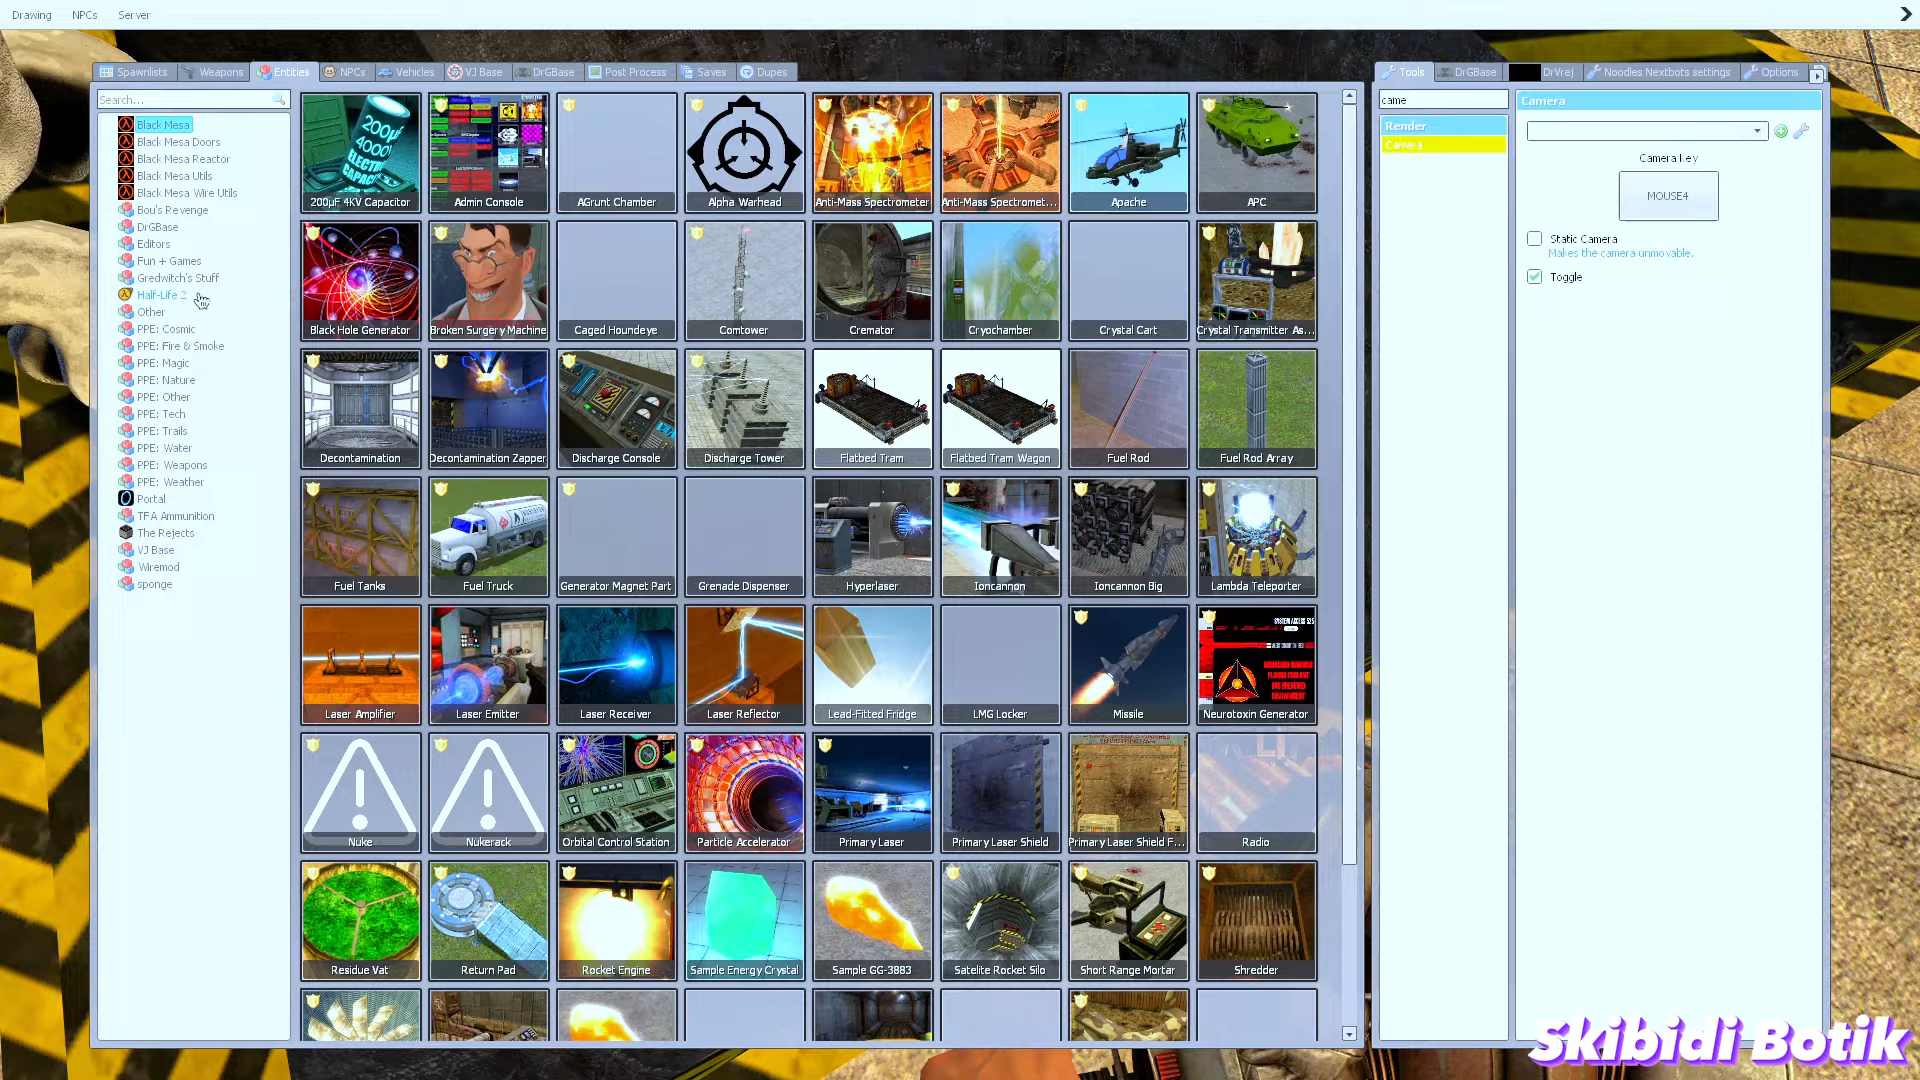 Drawing NPCs Server
Spawnlists Weapons Entities NPCs Vehicles VJ Base DrGBase Post Process Saves Dupes
Tools DrGBase DrVrej Noodles Nextbots settings Options
Search...
Black Mesa
Black Mesa Doors
Black Mesa Reactor
Black Mesa Utils
Black Mesa Wire Utils
Bou's Revenge
DrGBase
Editors
Fun + Games
Gredwitch's Stuff
Half-Life 2
Other
PPE: Cosmic
PPE: Fire & Smoke
PPE: Magic
PPE: Nature
PPE: Other
PPE: Tech
PPE: Trails
PPE: Water
PPE: Weapons
PPE: Weather
Portal
TFA Ammunition
The Rejects
VJ Base
Wiremod
sponge
200µF
ELECTR
CAPACIT
200µF 4KV Capacitor Admin Console AGrunt Chamber Alpha Warhead Anti-Mass Spectrometer Anti-Mass Spectromet... Apache APC
Black Hole Generator Broken Surgery Machine Caged Houndeye Comtower Cremator Cryochamber Crystal Cart Crystal Transmitter As...
Decontamination Decontamination Zapper Discharge Console Discharge Tower Flatbed Tram Flatbed Tram Wagon Fuel Rod Fuel Rod Array
Fuel Tanks Fuel Truck Generator Magnet Part Grenade Dispenser Hyperlaser Ioncannon Ioncannon Big Lambda Teleporter
SYSTEM ACCESS 525
Laser Amplifier Laser Emitter Laser Receiver Laser Reflector Lead-Fitted Fridge LMG Locker Missile Neurotoxin Generator
Nuke Nukerack Orbital Control Station Particle Accelerator Primary Laser Primary Laser Shield Primary Laser Shield F... Radio
Residue Vat Return Pad Rocket Engine Sample Energy Crystal Sample GG-3883 Satelite Rocket Silo Short Range Mortar Shredder
came
Render
Camera
Camera
Camera Key
MOUSE4
Static Camera
Makes the camera unmovable.
Toggle
Skibidi Botik